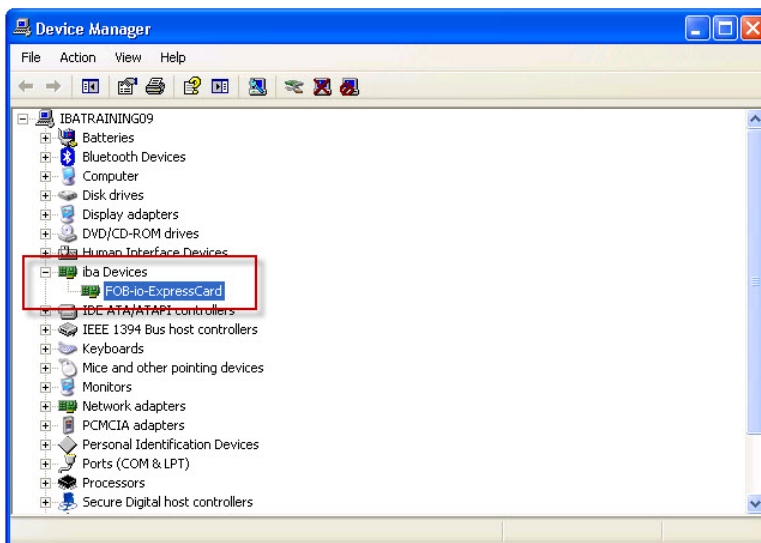 Device Manager
File Action View Help
IBATRAINING09
Batteries
Bluetooth Devices
Computer
Disk drives
Display adapters
DVD/CD-ROM drives
Human Interface Devices
iba Devices
FOB-io-ExpressCard
IDE ATA/ATAPI controllers
IEEE 1394 Bus host controllers
Keyboards
Mice and other pointing devices
Monitors
Network adapters
PCMCIA adapters
Personal Identification Devices
Ports (COM & LPT)
Processors
Secure Digital host controllers